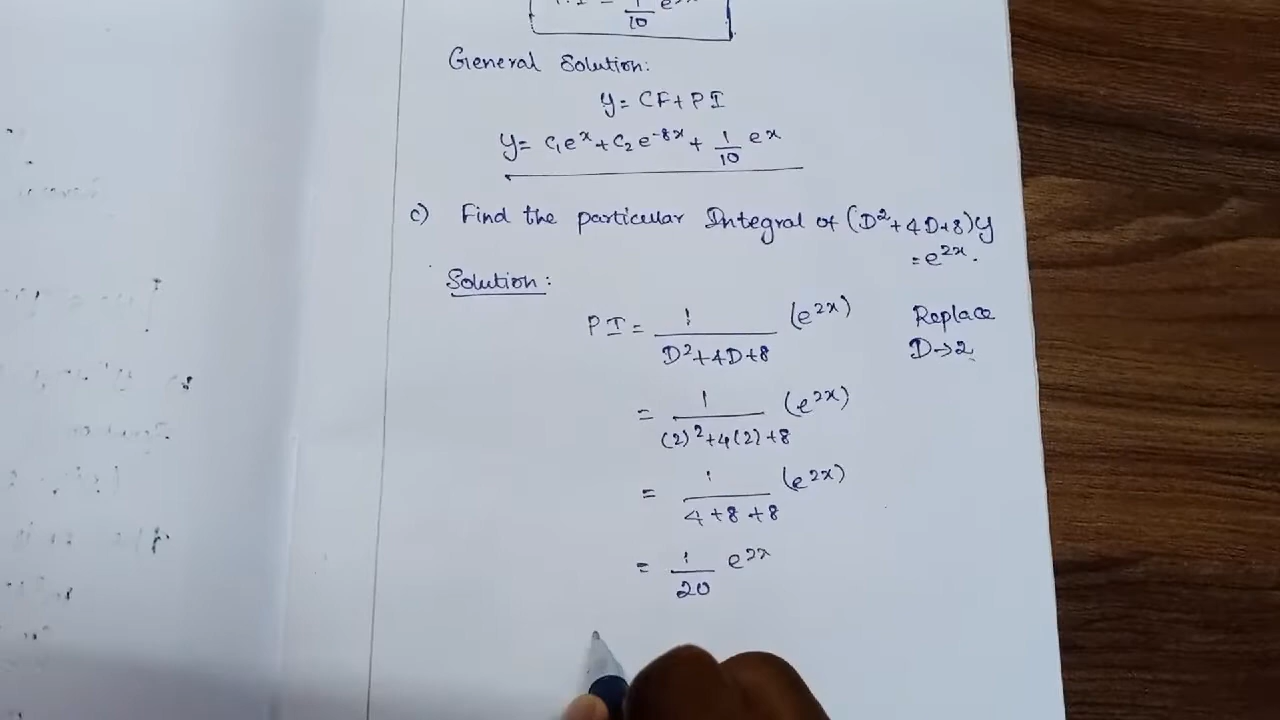 P.I = 1/10 e
General Solution:
y = CF + PI
y = c₁eˣ + c₂e⁻⁸ˣ + 1/10 eˣ
c) Find the particular Integral of (D² + 4D + 8)y
= e²ˣ.
Solution:
PI = 1/(D² + 4D + 8) (e²ˣ) Replace
D → 2
= 1/((2)² + 4(2) + 8) (e²ˣ)
= 1/(4 + 8 + 8) (e²ˣ)
= 1/20 e²ˣ